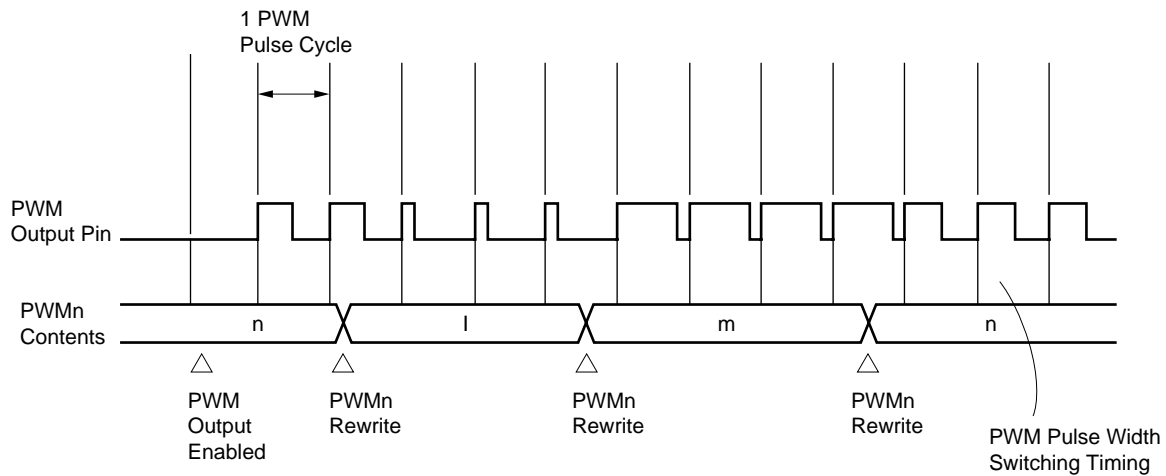 1 PWM
Pulse Cycle
PWM
Output Pin
PWMn
Contents
n
l
m
n
PWM
Output
Enabled
PWMn
Rewrite
PWMn
Rewrite
PWMn
Rewrite
PWM Pulse Width
Switching Timing